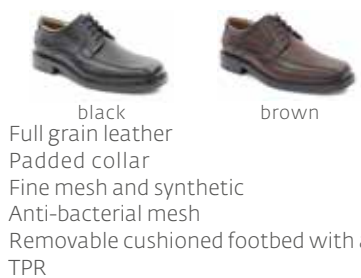 black brown
Full grain leather
Padded collar
Fine mesh and synthetic
Anti-bacterial mesh
Removable cushioned footbed with
TPR